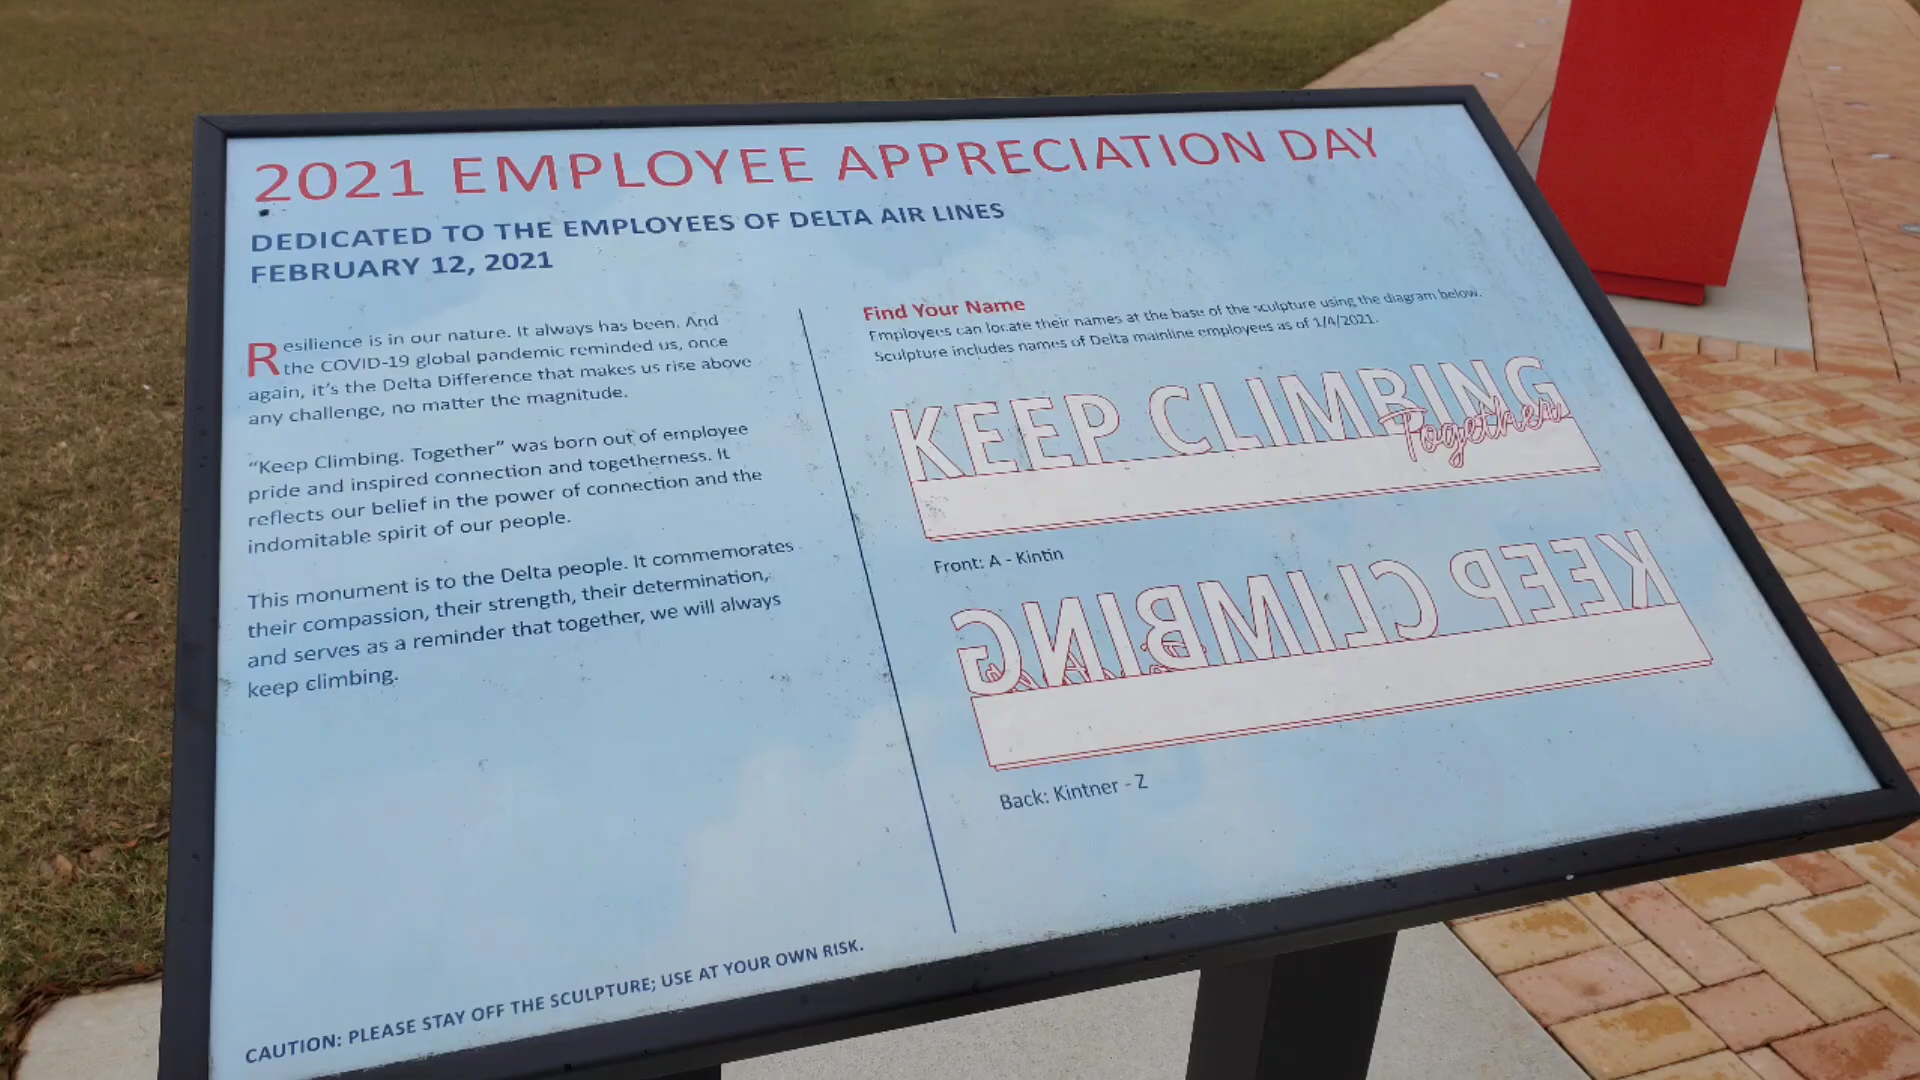 2021 EMPLOYEE APPRECIATION DAY
DEDICATED TO THE EMPLOYEES OF DELTA AIR LINES
FEBRUARY 12, 2021
Resilience is in our nature. It always has been. And
the COVID-19 global pandemic reminded us, once
again, it's the Delta Difference that makes us rise above
any challenge, no matter the magnitude.
"Keep Climbing. Together" was born out of employee
pride and inspired connection and togetherness. It
reflects our belief in the power of connection and the
indomitable spirit of our people.
This monument is to the Delta people. It commemorates
their compassion, their strength, their determination,
and serves as a reminder that together, we will always
keep climbing.
CAUTION: PLEASE STAY OFF THE SCULPTURE; USE AT YOUR OWN RISK.
Find Your Name
Employees can locate their names at the base of the sculpture using the diagram below.
Sculpture includes names of Delta mainline employees as of 1/4/2021.
KEEP CLIMBING
Together
Front: A - Kintin
KEEP CLIMBING
Back: Kintner - Z